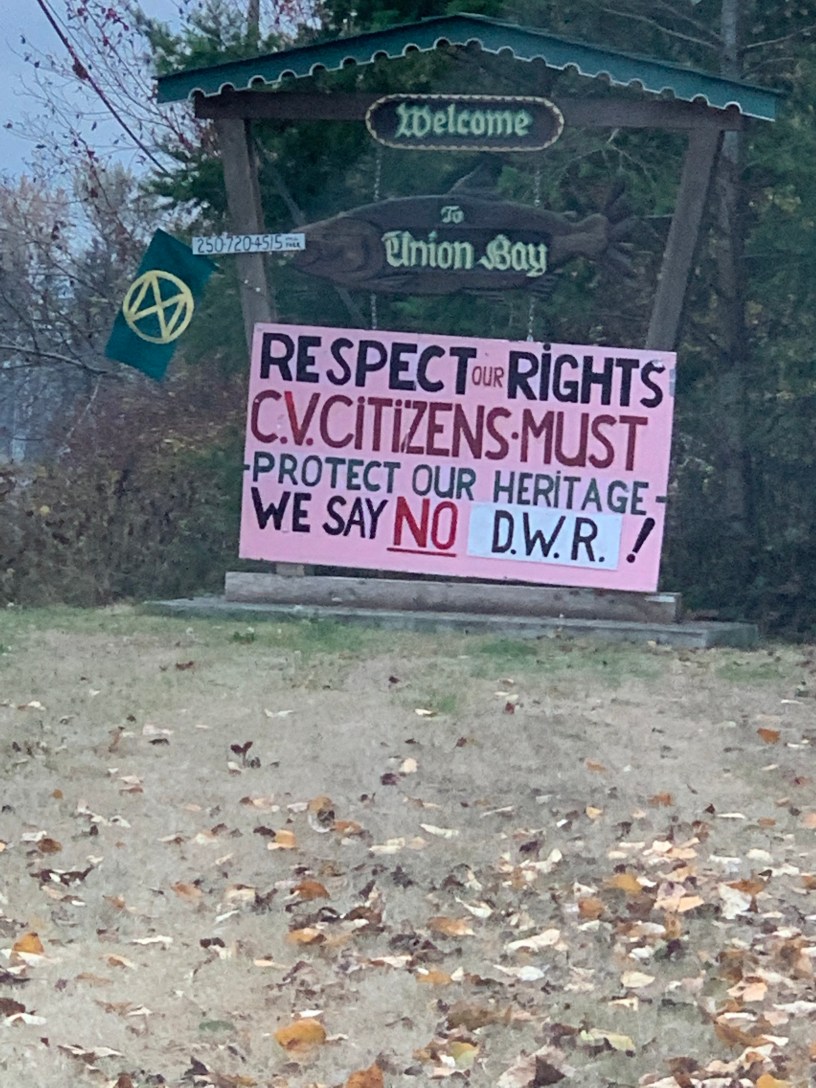 Welcome
To
Union Bay
250-720-4515
RESPECT OUR RIGHTS
C.V. CITIZENS·MUST
-PROTECT OUR HERITAGE-
WE SAY NO D.W.R. !